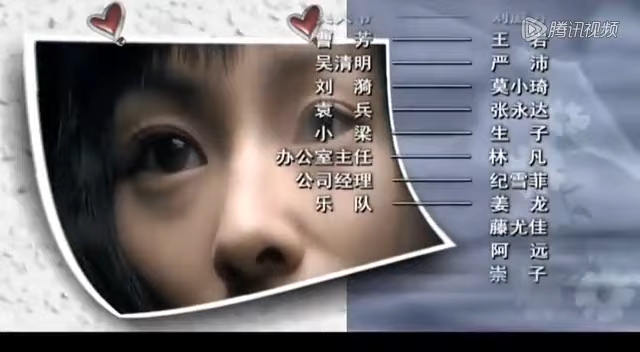 腾讯视频
曹 芳 —— 王 岩
吴清明 —— 严 沛
刘 漪 —— 莫小琦
袁 兵 —— 张永达
小 梁 —— 生 子
办公室主任 —— 林 凡
公司经理 —— 纪雪菲
乐 队 —— 姜 龙
藤尤佳
阿 远
崇 子